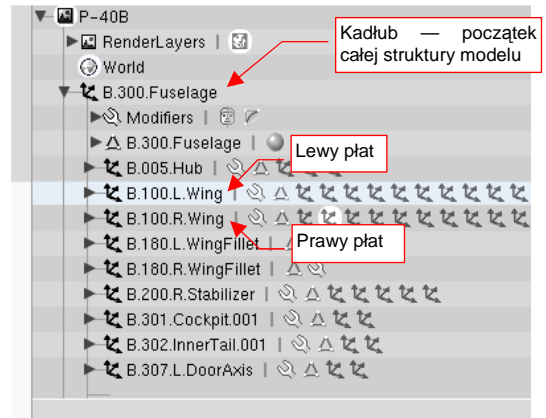 P-40B
RenderLayers |
World
B.300.Fuselage
Modifiers |
B.300.Fuselage |
B.005.Hub |
B.100.L.Wing |
B.100.R.Wing |
B.180.L.WingFillet |
B.180.R.WingFillet |
B.200.R.Stabilizer |
B.301.Cockpit.001 |
B.302.InnerTail.001 |
B.307.L.DoorAxis |
Kadłub — początek
całej struktury modelu
Lewy płat
Prawy płat